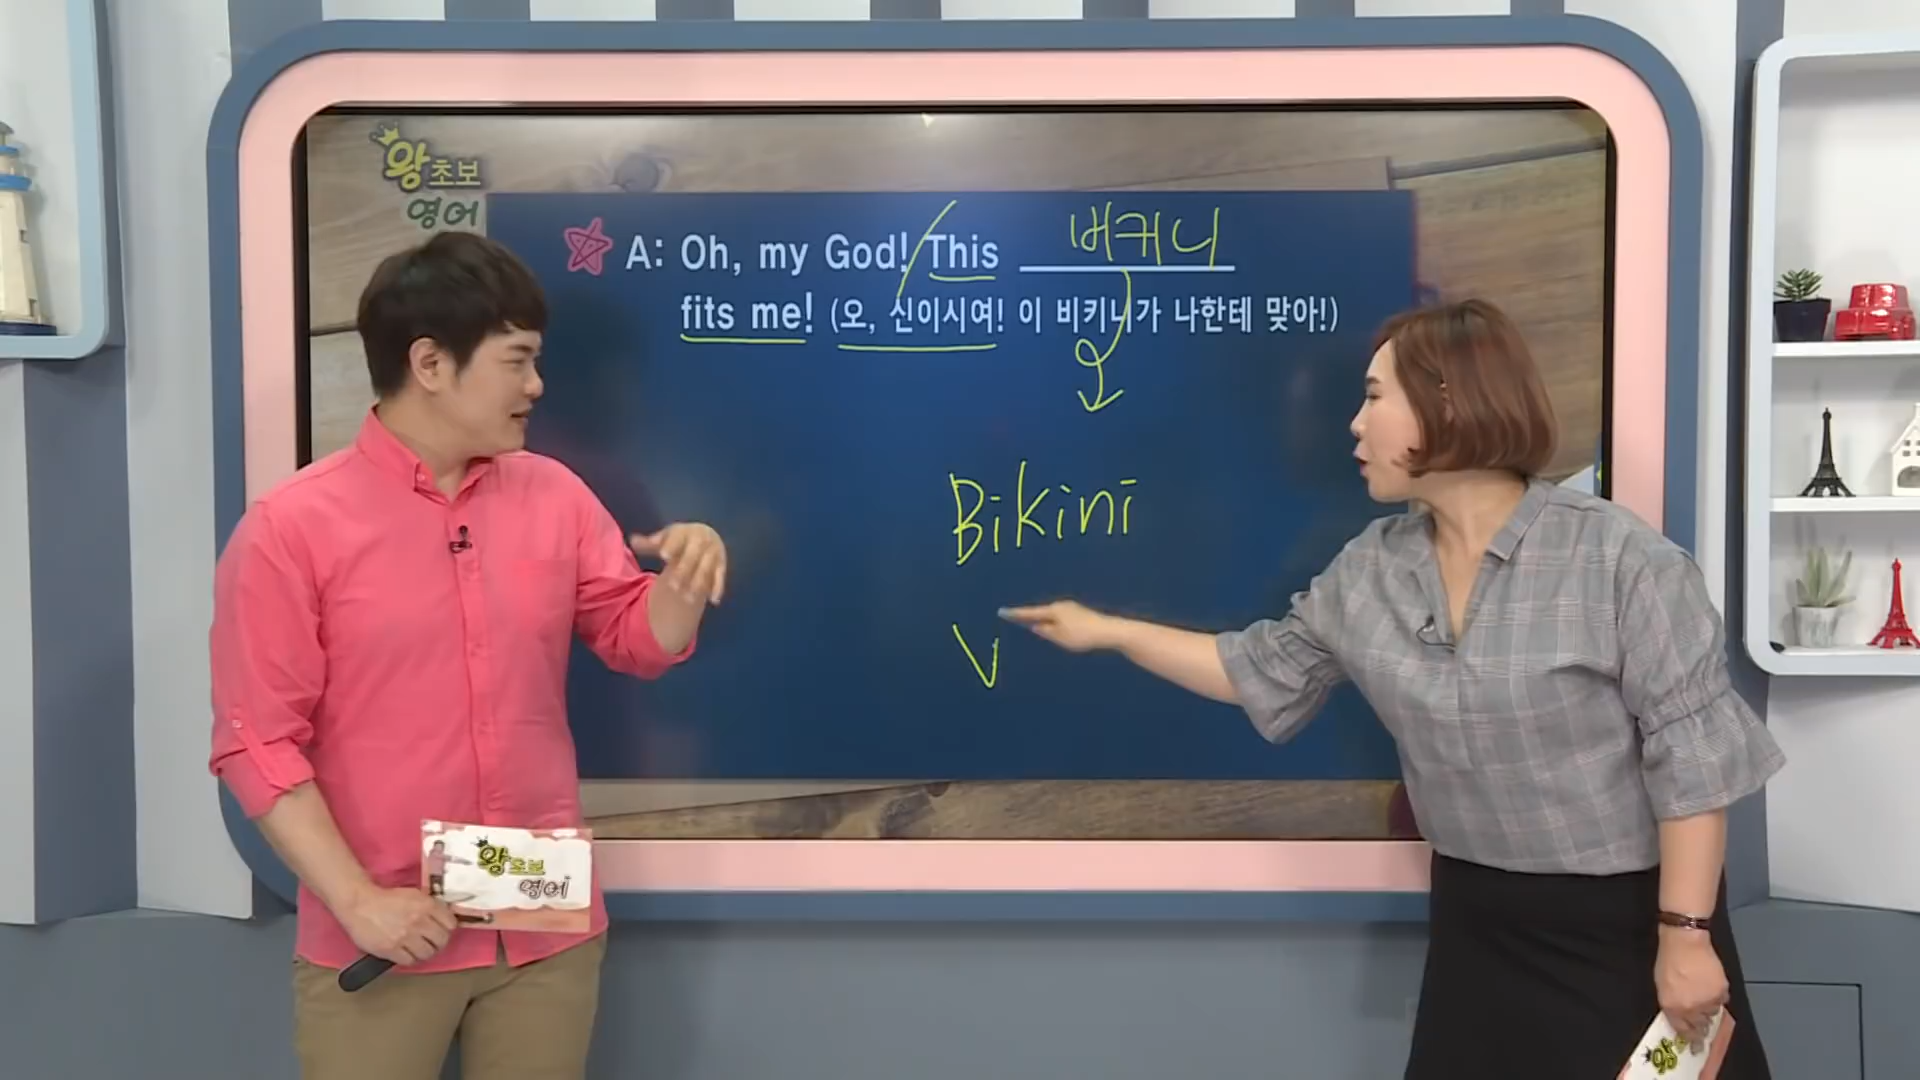 왕초보
영어
버키니
A: Oh, my God! This
fits me! (오, 신이시여! 이 비키니가 나한테 맞아!)
Bikini
V
왕초보
영어
왕